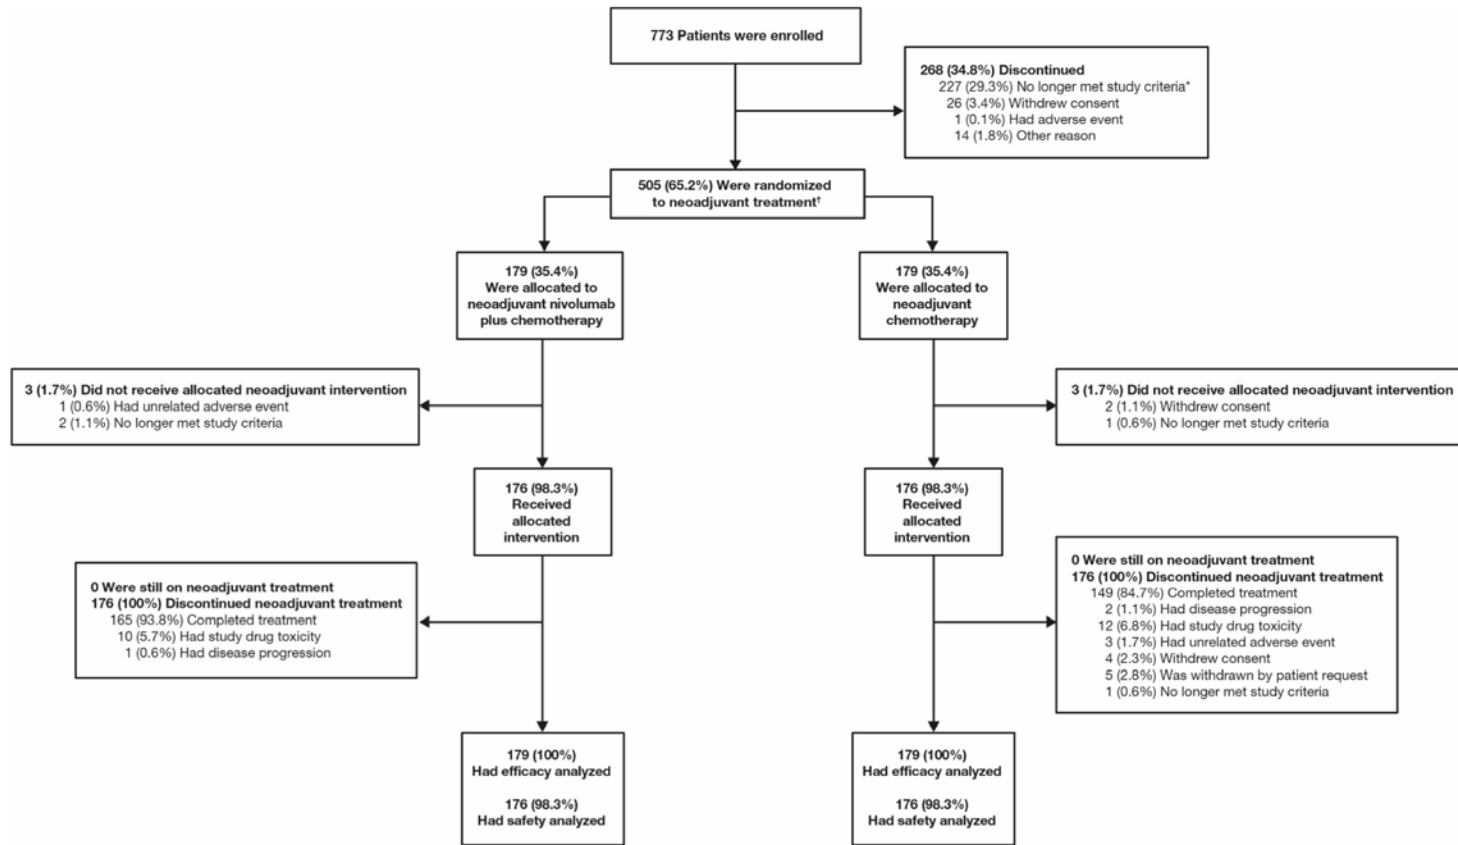 773 Patients were enrolled
268 (34.8%) Discontinued
227 (29.3%) No longer met study criteria*
26 (3.4%) Withdrew consent
1 (0.1%) Had adverse event
14 (1.8%) Other reason
505 (65.2%) Were randomized
to neoadjuvant treatment†
179 (35.4%)
Were allocated to
neoadjuvant nivolumab
plus chemotherapy
179 (35.4%)
Were allocated to
neoadjuvant
chemotherapy
3 (1.7%) Did not receive allocated neoadjuvant intervention
1 (0.6%) Had unrelated adverse event
2 (1.1%) No longer met study criteria
3 (1.7%) Did not receive allocated neoadjuvant intervention
2 (1.1%) Withdrew consent
1 (0.6%) No longer met study criteria
176 (98.3%)
Received
allocated
intervention
176 (98.3%)
Received
allocated
intervention
0 Were still on neoadjuvant treatment
176 (100%) Discontinued neoadjuvant treatment
165 (93.8%) Completed treatment
10 (5.7%) Had study drug toxicity
1 (0.6%) Had disease progression
0 Were still on neoadjuvant treatment
176 (100%) Discontinued neoadjuvant treatment
149 (84.7%) Completed treatment
2 (1.1%) Had disease progression
12 (6.8%) Had study drug toxicity
3 (1.7%) Had unrelated adverse event
4 (2.3%) Withdrew consent
5 (2.8%) Was withdrawn by patient request
1 (0.6%) No longer met study criteria
179 (100%)
Had efficacy analyzed
176 (98.3%)
Had safety analyzed
179 (100%)
Had efficacy analyzed
176 (98.3%)
Had safety analyzed